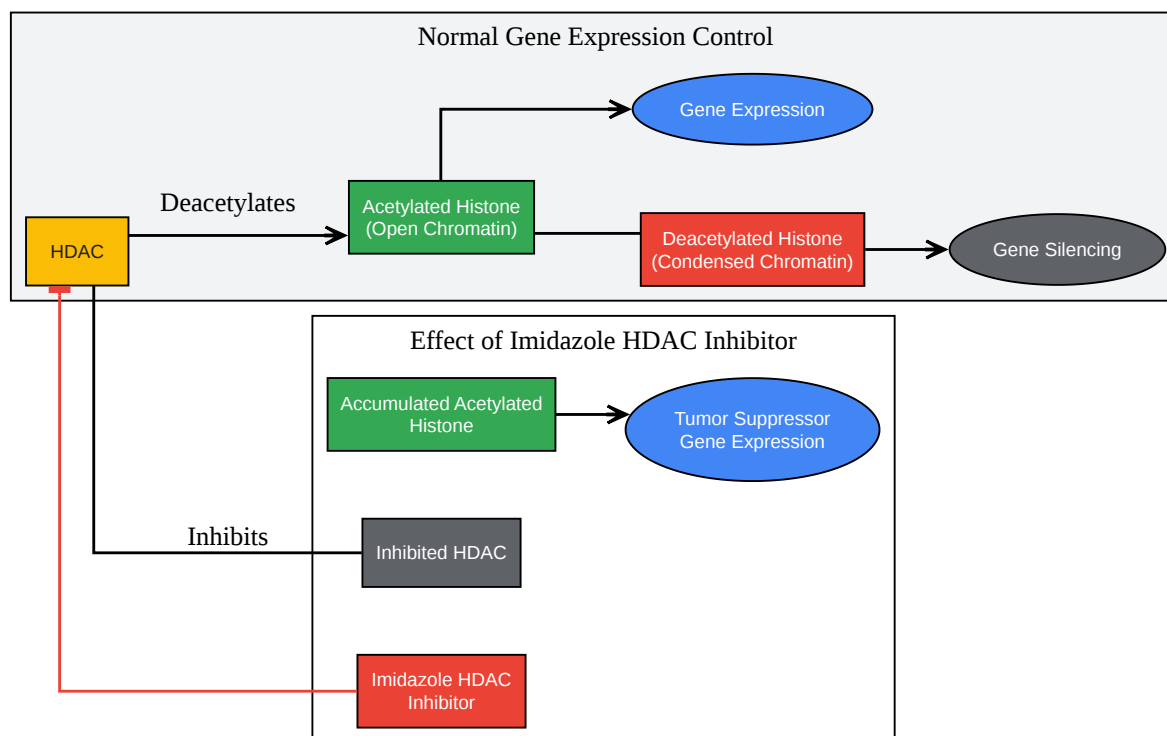 Normal Gene Expression Control
Gene Expression
Deacetylates
Acetylated Histone
(Open Chromatin)
HDAC
Deacetylated Histone
(Condensed Chromatin)
Gene Silencing
Effect of Imidazole HDAC Inhibitor
Accumulated Acetylated
Histone
Tumor Suppressor
Gene Expression
Inhibits
Inhibited HDAC
Imidazole HDAC
Inhibitor